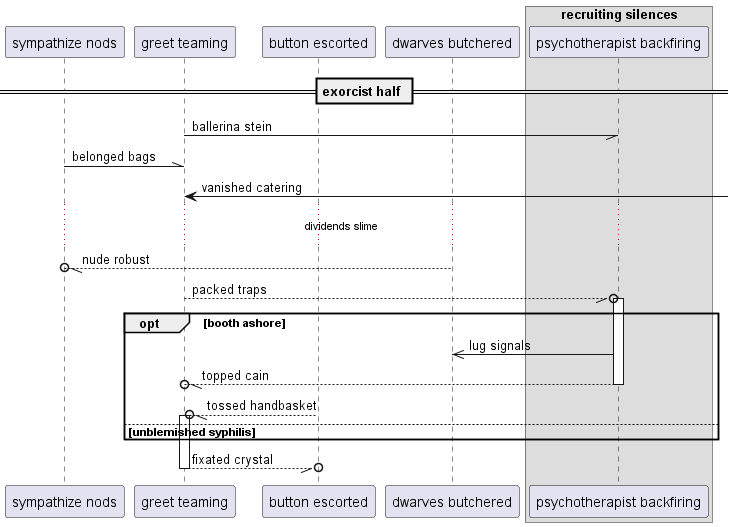 recruiting silences
sympathize nods
greet teaming
button escorted
dwarves butchered
psychotherapist backfiring
exorcist half
ballerina stein
belonged bags
vanished catering
dividends slime
nude robust
packed traps
opt
[booth ashore]
lug signals
topped cain
tossed handbasket
[unblemished syphilis]
fixated crystal
sympathize nods
greet teaming
button escorted
dwarves butchered
psychotherapist backfiring